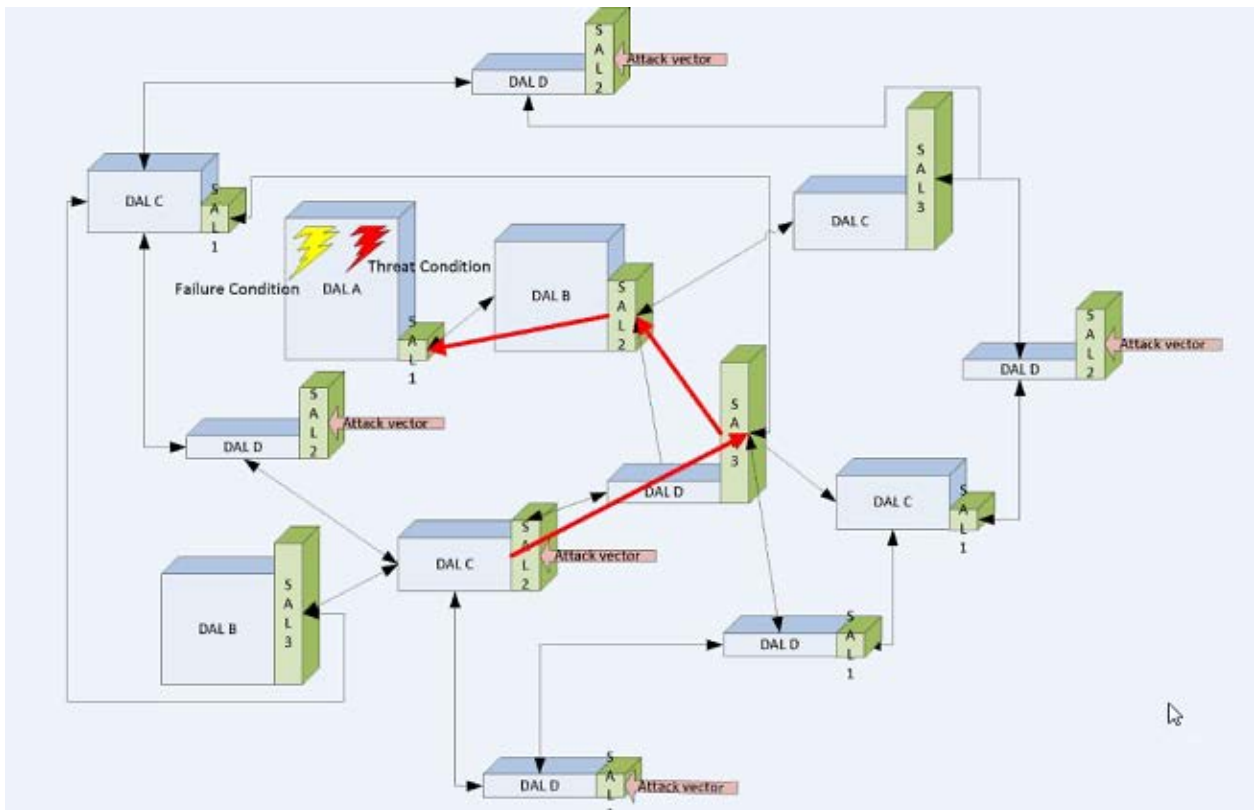 DAL D
SAL2
Attack vector
DAL C
SAL1
DAL C
SAL3
Failure Condition
Threat Condition
DAL A
SAL1
DAL B
SAL2
DAL D
SAL2
Attack vector
DAL D
SAL2
Attack vector
DAL D
SAL3
DAL C
SAL1
DAL C
SAL2
Attack vector
DAL B
SAL3
DAL D
SAL1
DAL D
SAL
Attack vector